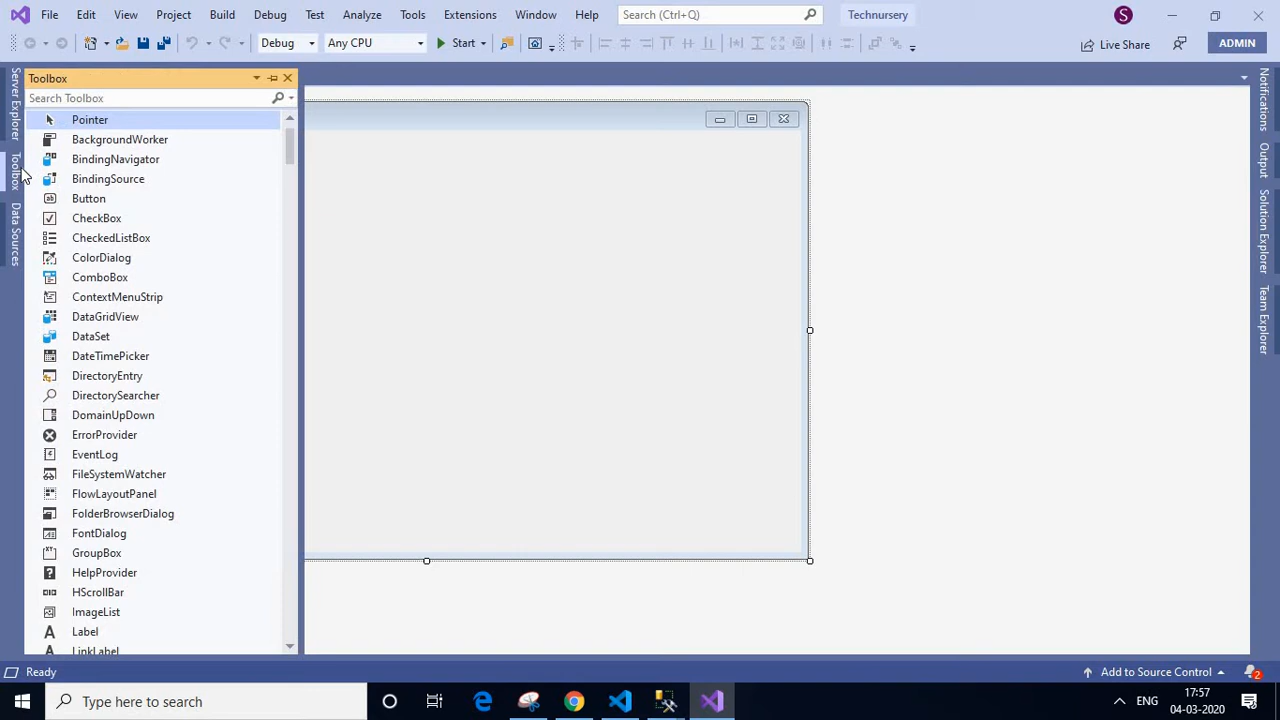 File Edit View Project Build Debug Test Analyze Tools Extensions Window Help Search (Ctrl+Q) Technursery S
Debug Any CPU Start Live Share ADMIN
Server Explorer
Toolbox
Data Sources
Toolbox
Search Toolbox
Pointer
BackgroundWorker
BindingNavigator
BindingSource
Button
CheckBox
CheckedListBox
ColorDialog
ComboBox
ContextMenuStrip
DataGridView
DataSet
DateTimePicker
DirectoryEntry
DirectorySearcher
DomainUpDown
ErrorProvider
EventLog
FileSystemWatcher
FlowLayoutPanel
FolderBrowserDialog
FontDialog
GroupBox
HelpProvider
HScrollBar
ImageList
Label
LinkLabel
Notifications
Output
Solution Explorer
Team Explorer
Ready Add to Source Control 2
Type here to search ENG 17:57
04-03-2020